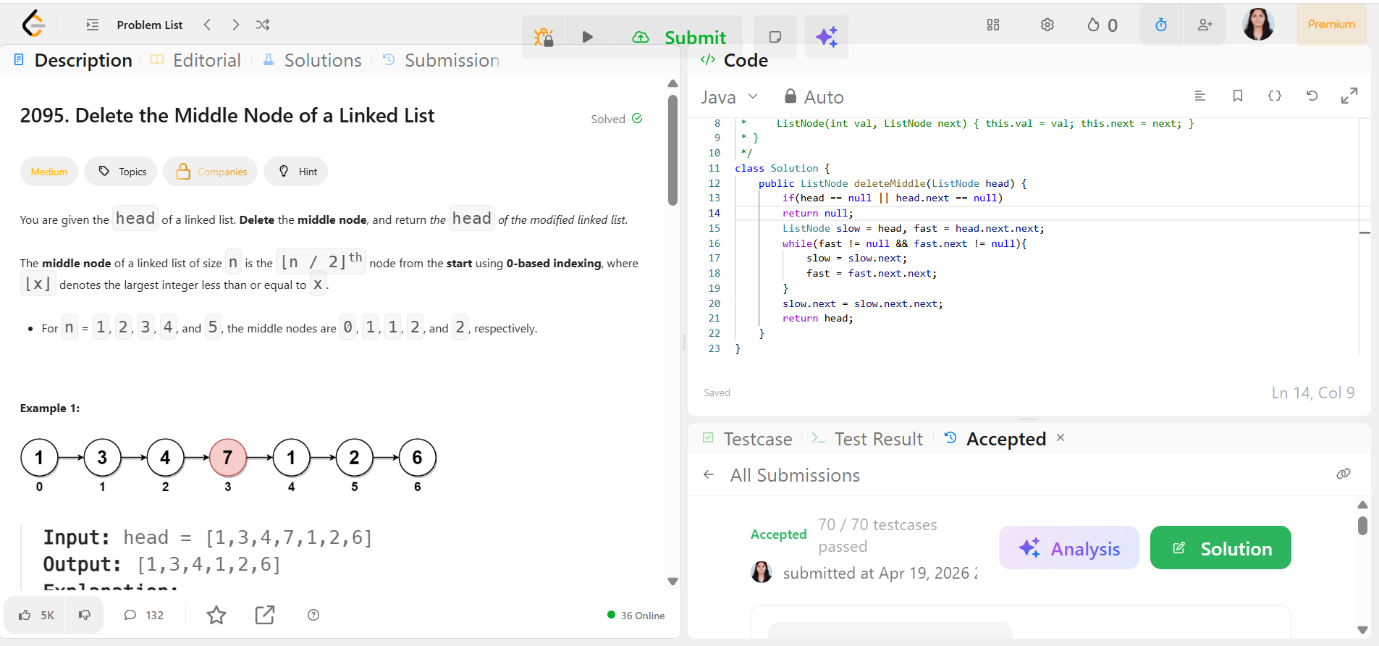 Problem List
Submit
0
Premium
Description Editorial Solutions Submission
2095. Delete the Middle Node of a Linked List
Solved
Medium Topics Companies Hint
You are given the head of a linked list. Delete the middle node, and return the head of the modified linked list.
The middle node of a linked list of size n is the ⌊n / 2⌋th node from the start using 0-based indexing, where
⌊x⌋ denotes the largest integer less than or equal to x.
• For n = 1, 2, 3, 4, and 5, the middle nodes are 0, 1, 1, 2, and 2, respectively.
Example 1:
1 3 4 7 1 2 6
0 1 2 3 4 5 6
Input: head = [1,3,4,7,1,2,6]
Output: [1,3,4,1,2,6]
Explanation:
5K 132
36 Online
</> Code
Java Auto
8 * ListNode(int val, ListNode next) { this.val = val; this.next = next; }
9 * }
10 */
11 class Solution {
12 public ListNode deleteMiddle(ListNode head) {
13 if(head == null || head.next == null)
14 return null;
15 ListNode slow = head, fast = head.next.next;
16 while(fast != null && fast.next != null){
17 slow = slow.next;
18 fast = fast.next.next;
19 }
20 slow.next = slow.next.next;
21 return head;
22 }
23 }
Saved
Ln 14, Col 9
Testcase >_ Test Result Accepted ×
All Submissions
Accepted 70 / 70 testcases
passed
submitted at Apr 19, 2026
Analysis
Solution